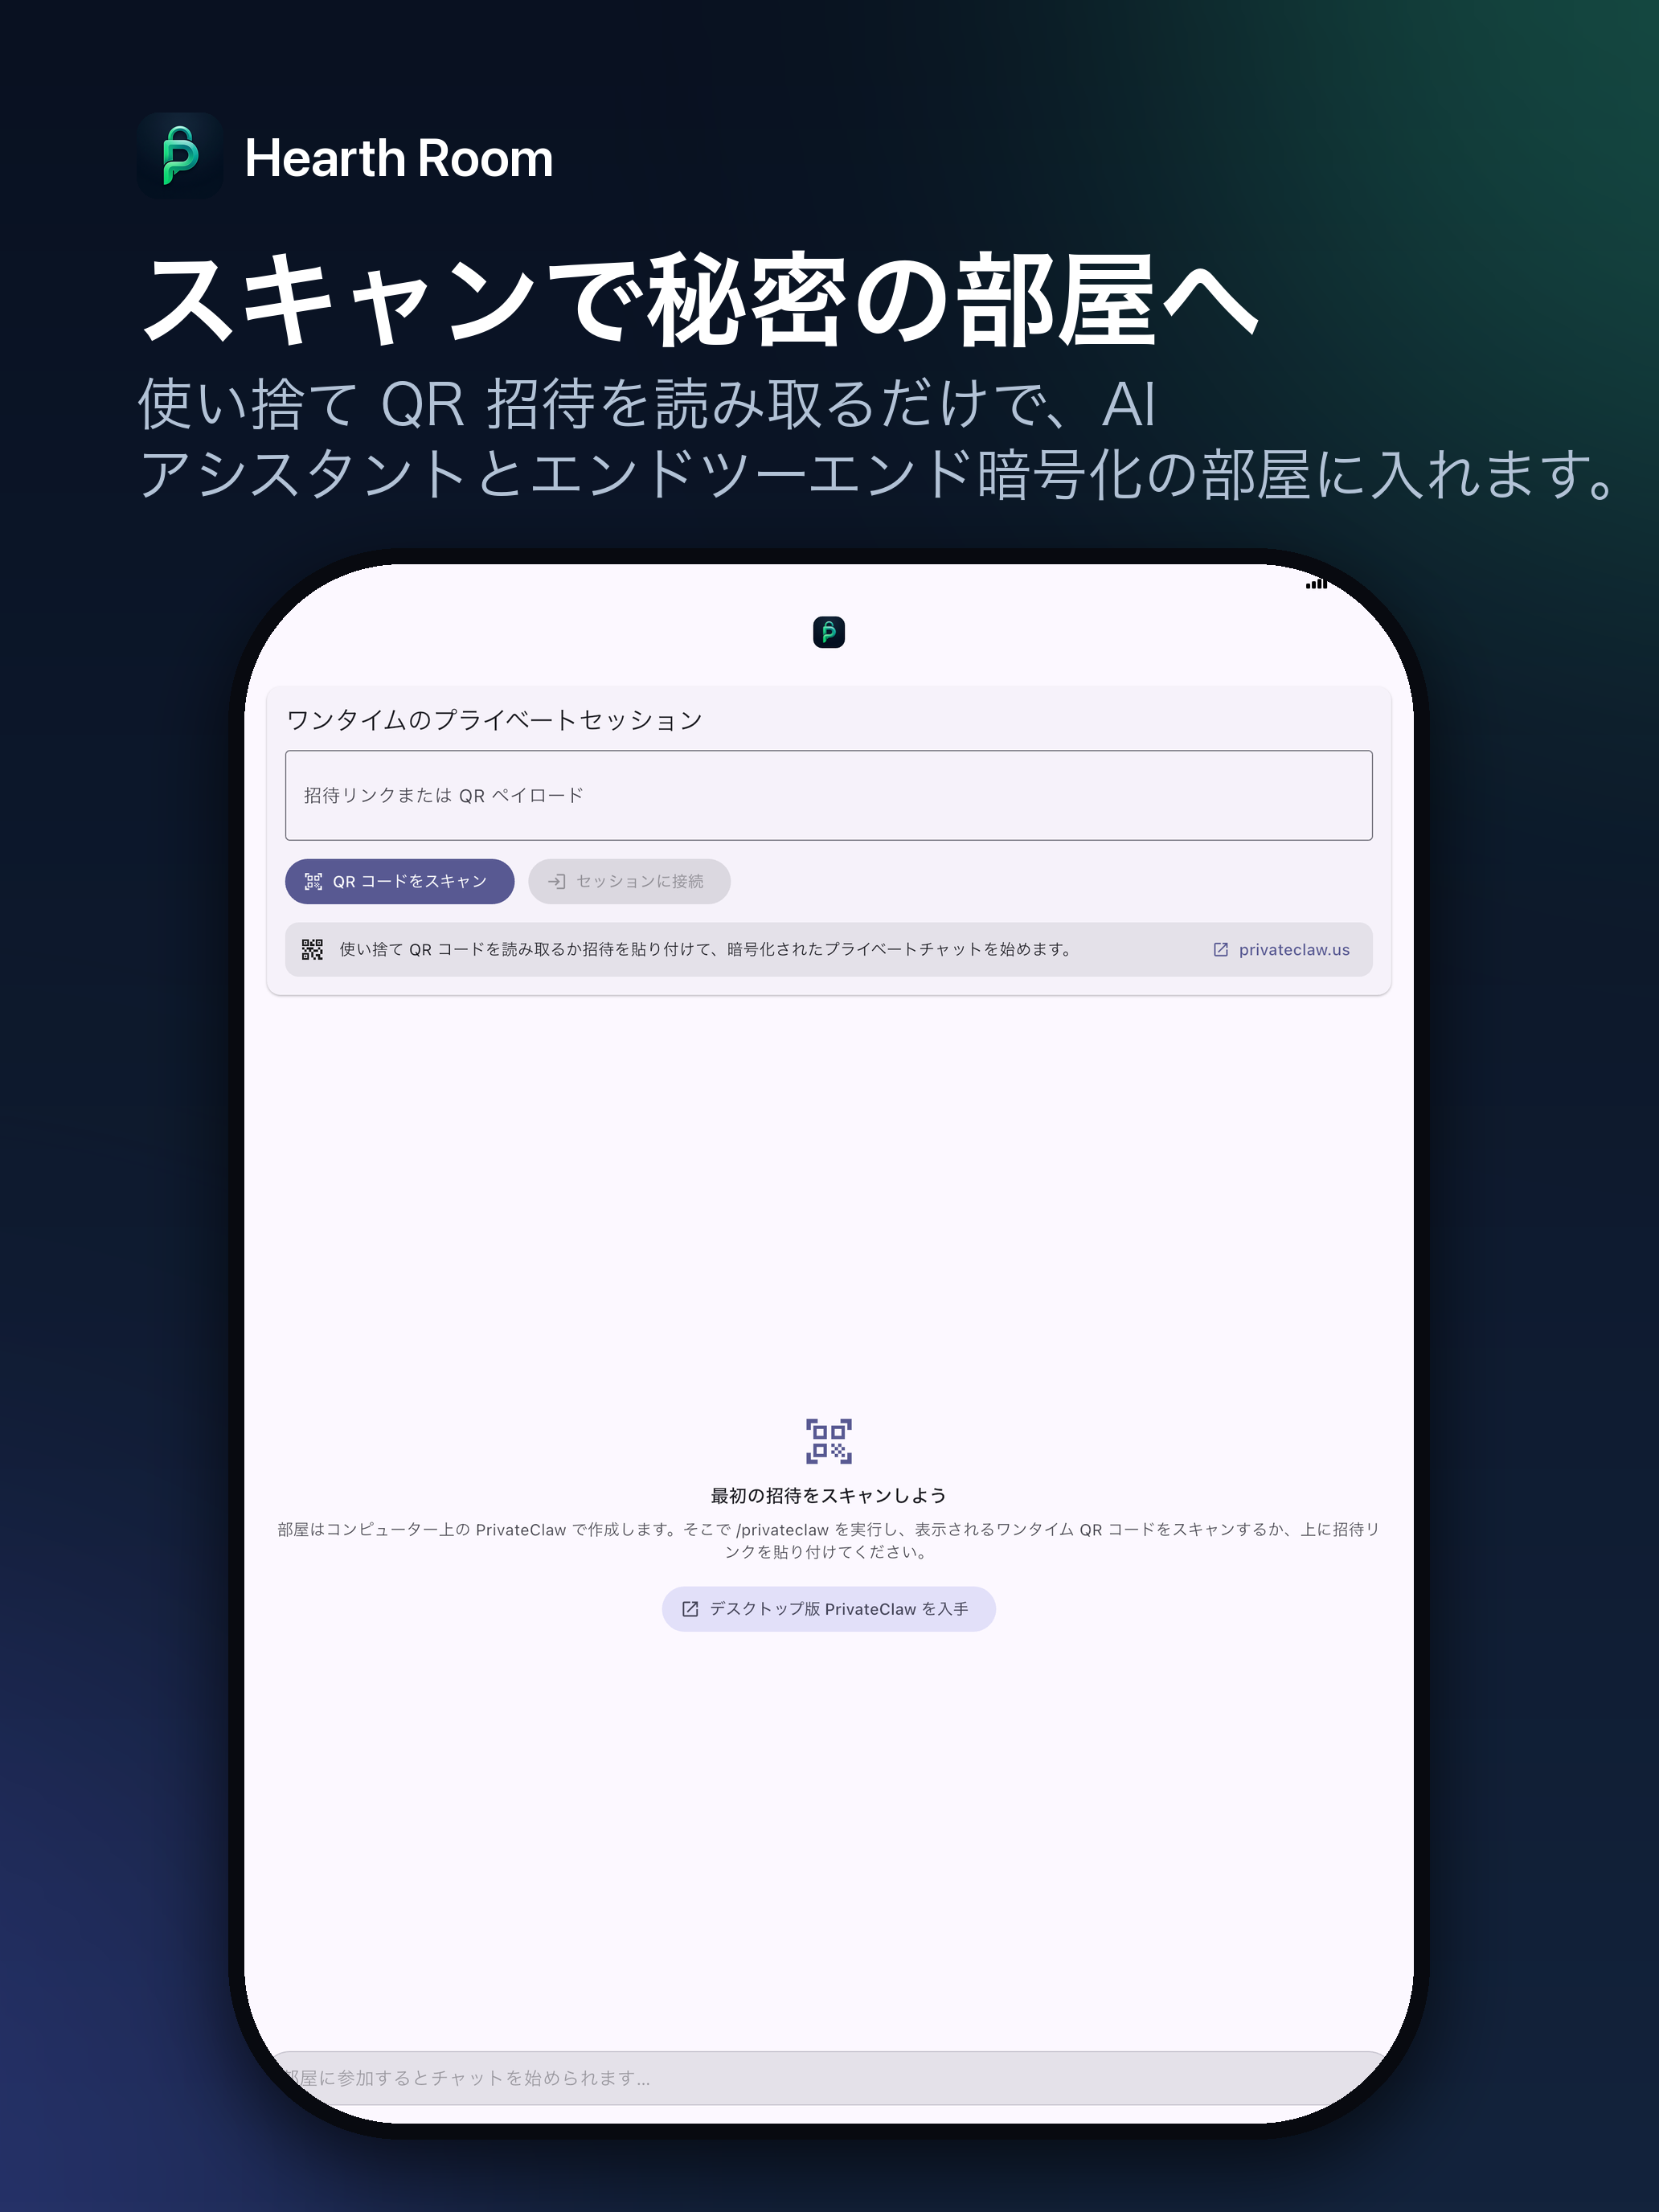 Hearth Room
スキャンで秘密の部屋へ
使い捨て QR 招待を読み取るだけで、AI
アシスタントとエンドツーエンド暗号化の部屋に入れます。
ワンタイムのプライベートセッション
招待リンクまたは QR ペイロード
QR コードをスキャン
セッションに接続
使い捨て QR コードを読み取るか招待を貼り付けて、暗号化されたプライベートチャットを始めます。
privateclaw.us
最初の招待をスキャンしよう
部屋はコンピューター上の PrivateClaw で作成します。そこで /privateclaw を実行し、表示されるワンタイム QR コードをスキャンするか、上に招待リ
ンクを貼り付けてください。
デスクトップ版 PrivateClaw を入手
部屋に参加するとチャットを始められます...